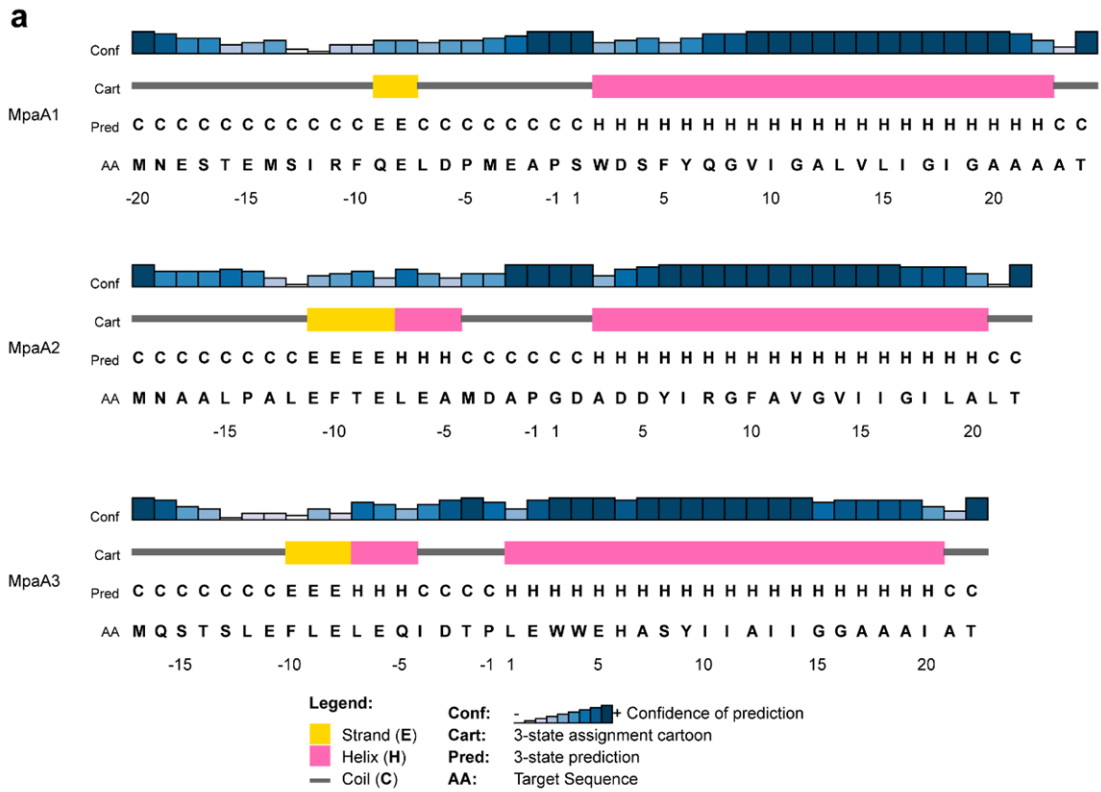 a
Conf
Cart
MpaA1
Pred C C C C C C C C C C C E E C C C C C C C C H H H H H H H H H H H H H H H H H H H H H C C
AA M N E S T E M S I R F Q E L D P M E A P S W D S F Y Q G V I G A L V L I G I G A A A A T
-20 -15 -10 -5 -1 1 5 10 15 20
Conf
Cart
MpaA2
Pred C C C C C C C C E E E E H H H C C C C C C H H H H H H H H H H H H H H H H H H C C
AA M N A A L P A L E F T E L E A M D A P G D A D D Y I R G F A V G V I I G I L A L T
-15 -10 -5 -1 1 5 10 15 20
Conf
Cart
MpaA3
Pred C C C C C C C E E E H H H C C C C H H H H H H H H H H H H H H H H H H H H C C
AA M Q S T S L E F L E L E Q I D T P L E W W E H A S Y I I A I I G G A A A I A T
-15 -10 -5 -1 1 5 10 15 20
Legend:
Strand (E)
Helix (H)
Coil (C)
Conf: - + Confidence of prediction
Cart: 3-state assignment cartoon
Pred: 3-state prediction
AA: Target Sequence